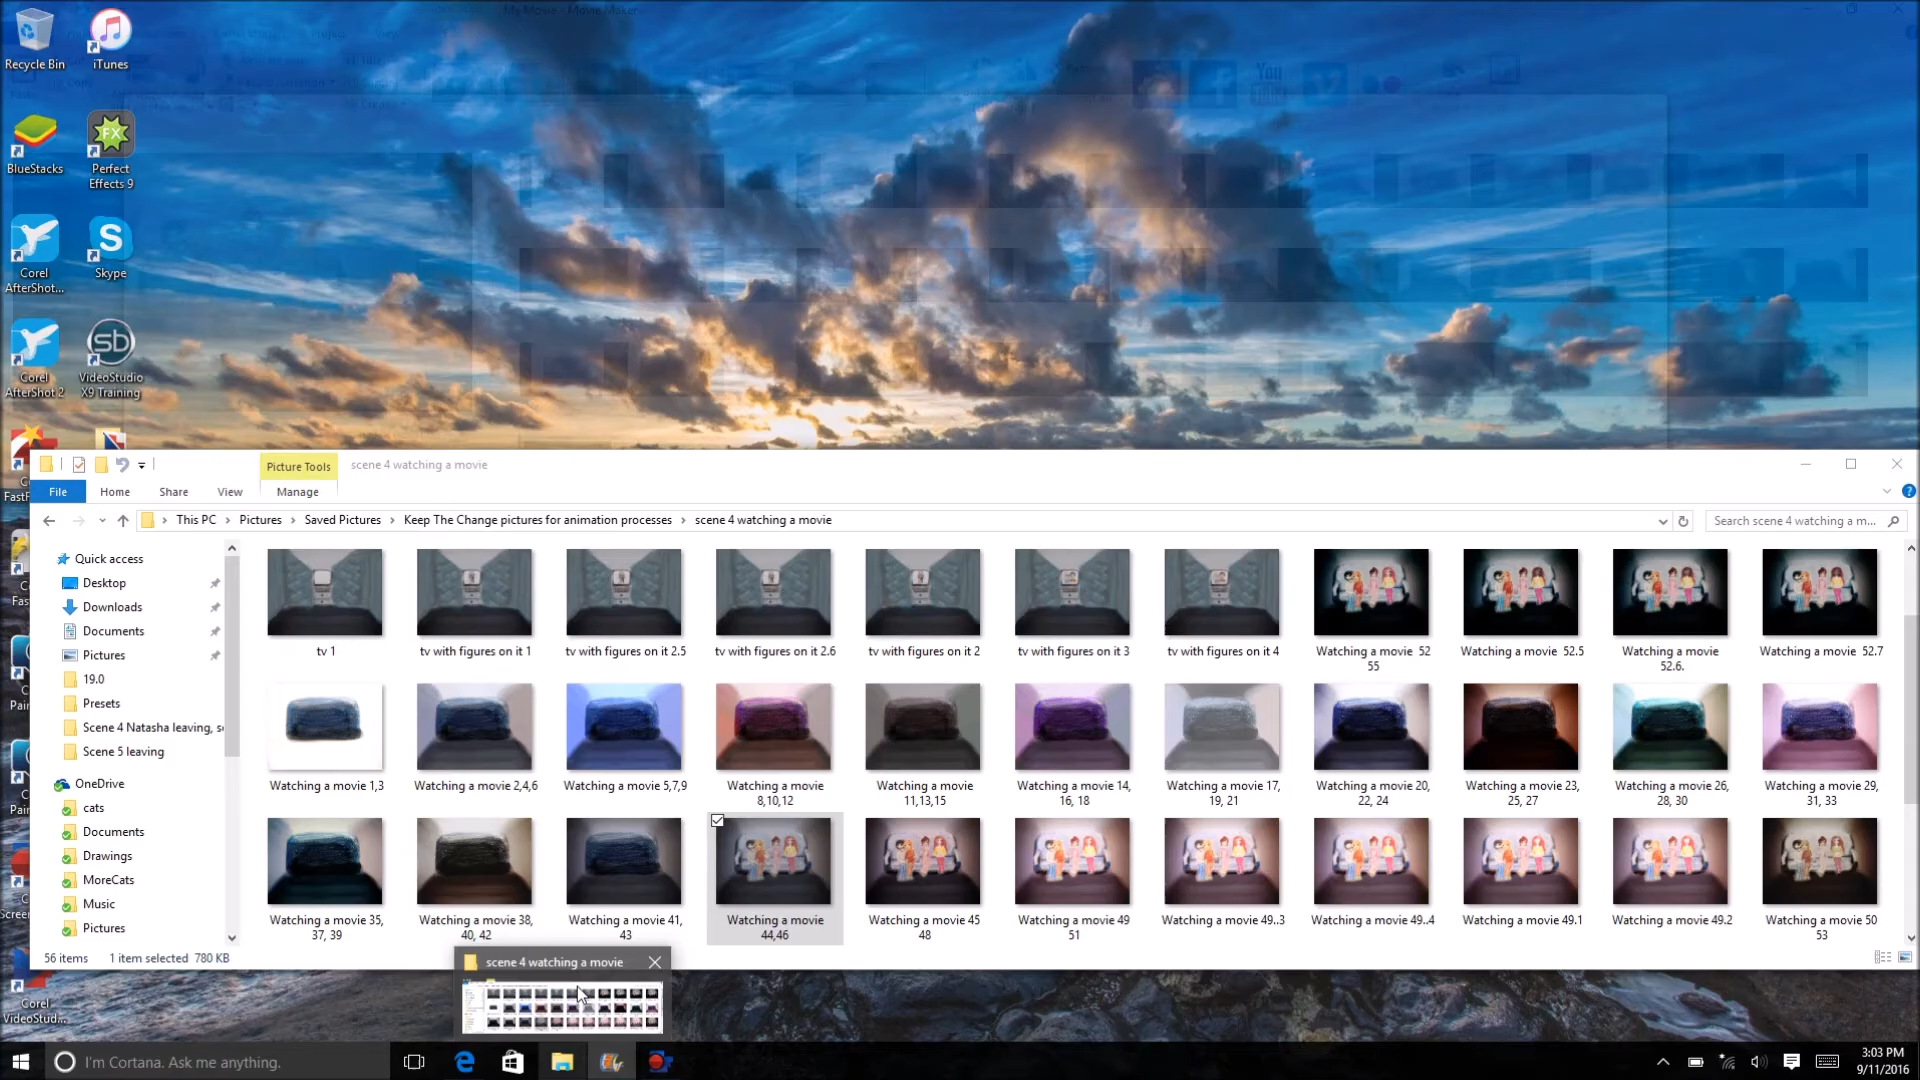 My Movie - Movie Maker
Recycle Bin
iTunes
BlueStacks
Perfect
Effects 9
Corel
AfterShot...
Skype
Corel
AfterShot 2
VideoStudio
X9 Training
Picture Tools
scene 4 watching a movie
File
Home
Share
View
Manage
This PC
Pictures
Saved Pictures
Keep The Change pictures for animation processes
scene 4 watching a movie
Search scene 4 watching a m...
Quick access
Desktop
Downloads
Documents
Pictures
19.0
Presets
Scene 4 Natasha leaving, s
Scene 5 leaving
OneDrive
cats
Documents
Drawings
MoreCats
Music
Pictures
tv 1
tv with figures on it 1
tv with figures on it 2.5
tv with figures on it 2.6
tv with figures on it 2
tv with figures on it 3
tv with figures on it 4
Watching a movie 52
55
Watching a movie 52.5
Watching a movie
52.6.
Watching a movie 52.7
Watching a movie 1,3
Watching a movie 2,4,6
Watching a movie 5,7,9
Watching a movie
8,10,12
Watching a movie
11,13,15
Watching a movie 14,
16, 18
Watching a movie 17,
19, 21
Watching a movie 20,
22, 24
Watching a movie 23,
25, 27
Watching a movie 26,
28, 30
Watching a movie 29,
31, 33
Watching a movie 35,
37, 39
Watching a movie 38,
40, 42
Watching a movie 41,
43
Watching a movie
44,46
Watching a movie 45
48
Watching a movie 49
51
Watching a movie 49..3
Watching a movie 49..4
Watching a movie 49.1
Watching a movie 49.2
Watching a movie 50
53
56 items
1 item selected 780 KB
scene 4 watching a movie
Corel
VideoStud...
I'm Cortana. Ask me anything.
3:03 PM
9/11/2016